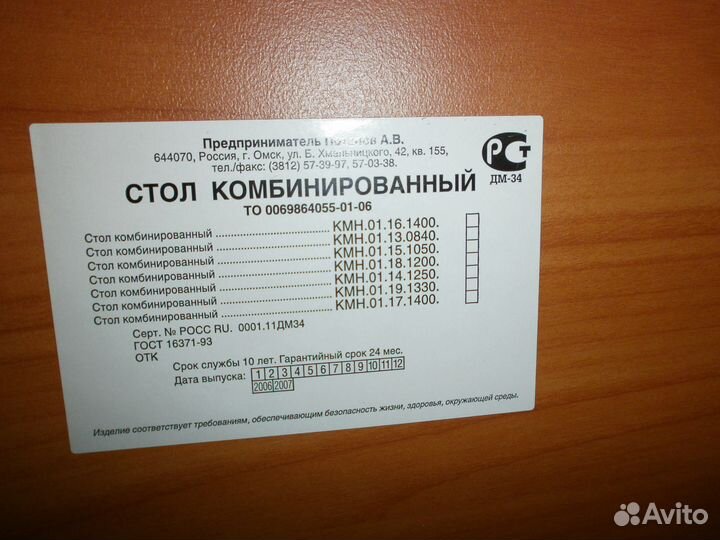 Предприниматель А.В.
644070, Россия, г. Омск, ул. Б. Хмельницкого, 42, кв. 155,
тел./факс: (3812) 57-39-97, 57-03-38.
РСТ
ДМ-34
СТОЛ КОМБИНИРОВАННЫЙ
ТО 0069864055-01-06
Стол комбинированный ........ КМН.01.16.1400.
Стол комбинированный ........ КМН.01.13.0840.
Стол комбинированный ........ КМН.01.15.1050.
Стол комбинированный ........ КМН.01.18.1200.
Стол комбинированный ........ КМН.01.14.1250.
Стол комбинированный ........ КМН.01.19.1330.
Стол комбинированный ........ КМН.01.17.1400.
Серт. № РОСС RU. 0001.11ДМ34
ГОСТ 16371-93
ОТК
Срок службы 10 лет. Гарантийный срок 24 мес.
Дата выпуска: 1 2 3 4 5 6 7 8 9 10 11 12
2006 2007
Изделие соответствует требованиям, обеспечивающим безопасность жизни, здоровья, окружающей среды.
Avito